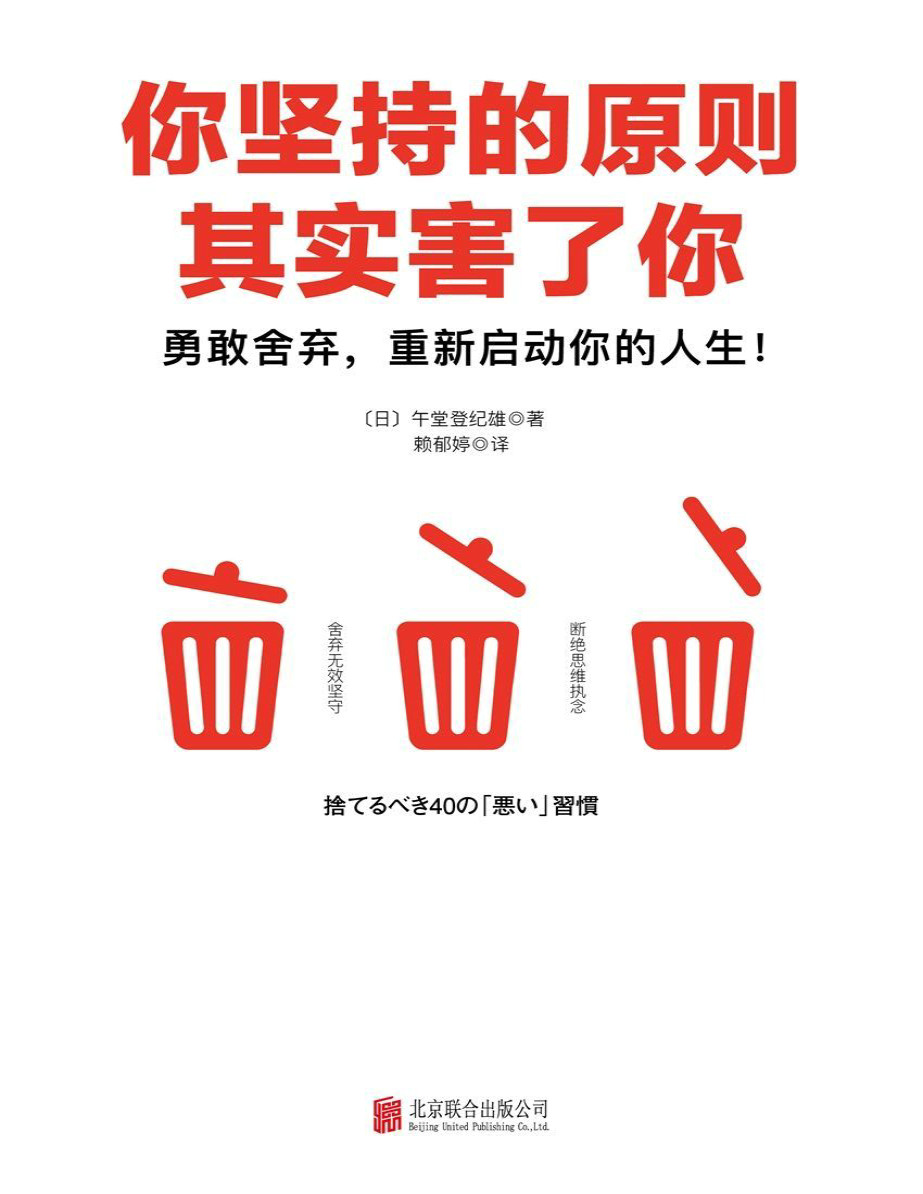 你坚持的原则
其实害了你
勇敢舍弃，重新启动你的人生！
〔日〕午堂登纪雄◎著
赖郁婷◎译
舍弃无效坚守
断绝思维执念
捨てるべき40の「悪い」習慣
北京联合出版公司
Beijing United Publishing Co.,Ltd.